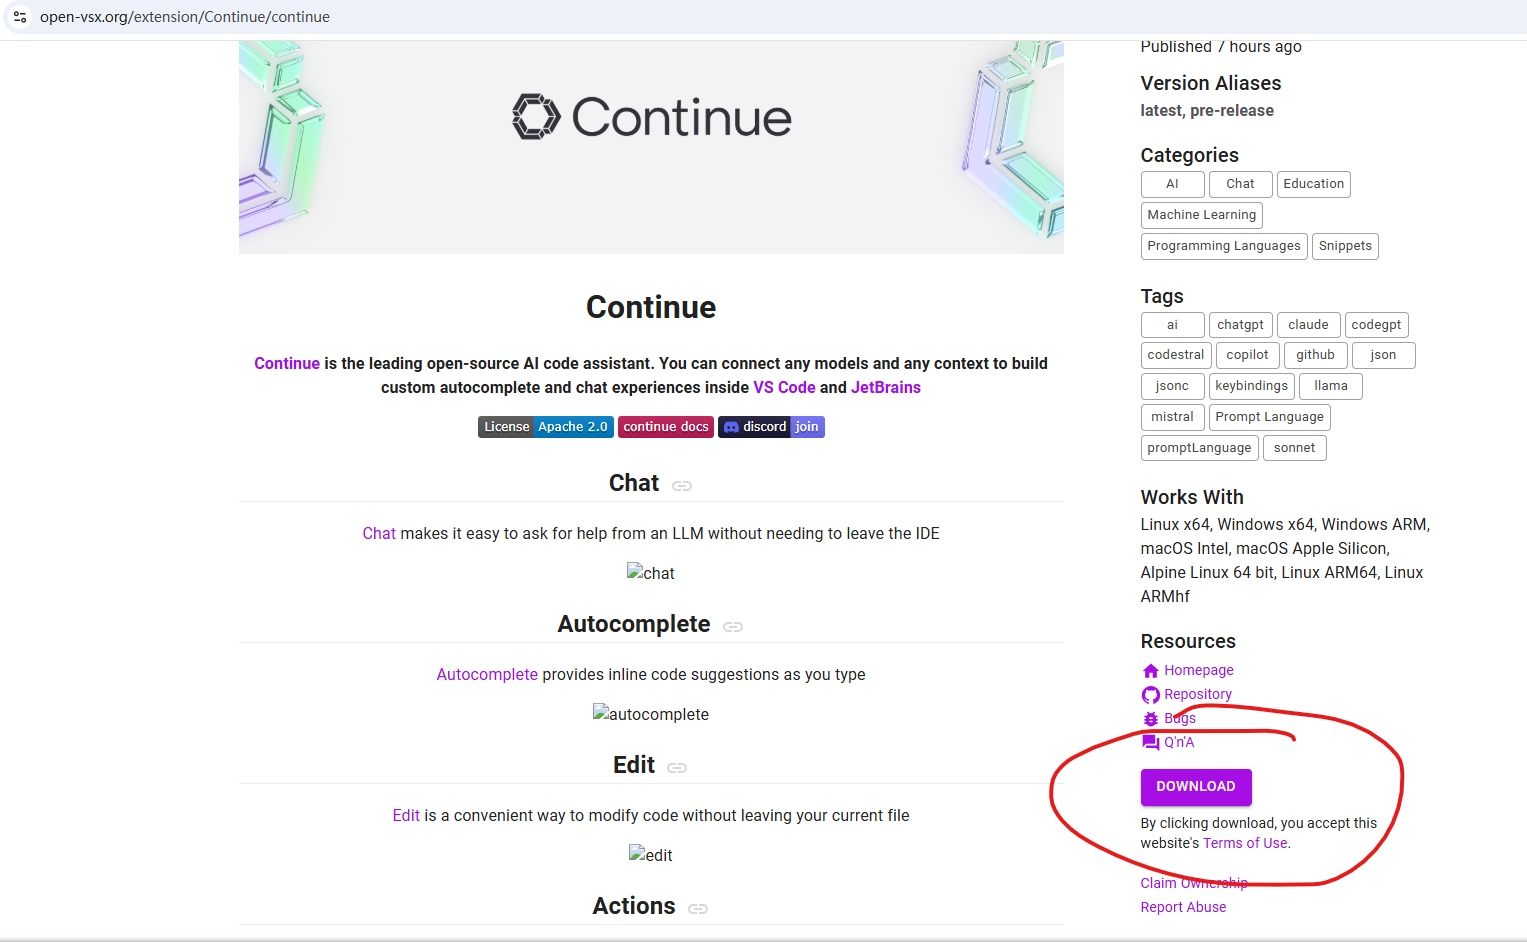 open-vsx.org/extension/Continue/continue
Continue
Continue
Continue is the leading open-source AI code assistant. You can connect any models and any context to build
custom autocomplete and chat experiences inside VS Code and JetBrains
License Apache 2.0 continue docs discord join
Chat
Chat makes it easy to ask for help from an LLM without needing to leave the IDE
chat
Autocomplete
Autocomplete provides inline code suggestions as you type
autocomplete
Edit
Edit is a convenient way to modify code without leaving your current file
edit
Actions
Published 7 hours ago
Version Aliases
latest, pre-release
Categories
AI Chat Education
Machine Learning
Programming Languages Snippets
Tags
ai chatgpt claude codegpt
codestral copilot github json
jsonc keybindings llama
mistral Prompt Language
promptLanguage sonnet
Works With
Linux x64, Windows x64, Windows ARM,
macOS Intel, macOS Apple Silicon,
Alpine Linux 64 bit, Linux ARM64, Linux
ARMhf
Resources
Homepage
Repository
Bugs
Q'n'A
DOWNLOAD
By clicking download, you accept this
website's Terms of Use.
Claim Ownership
Report Abuse